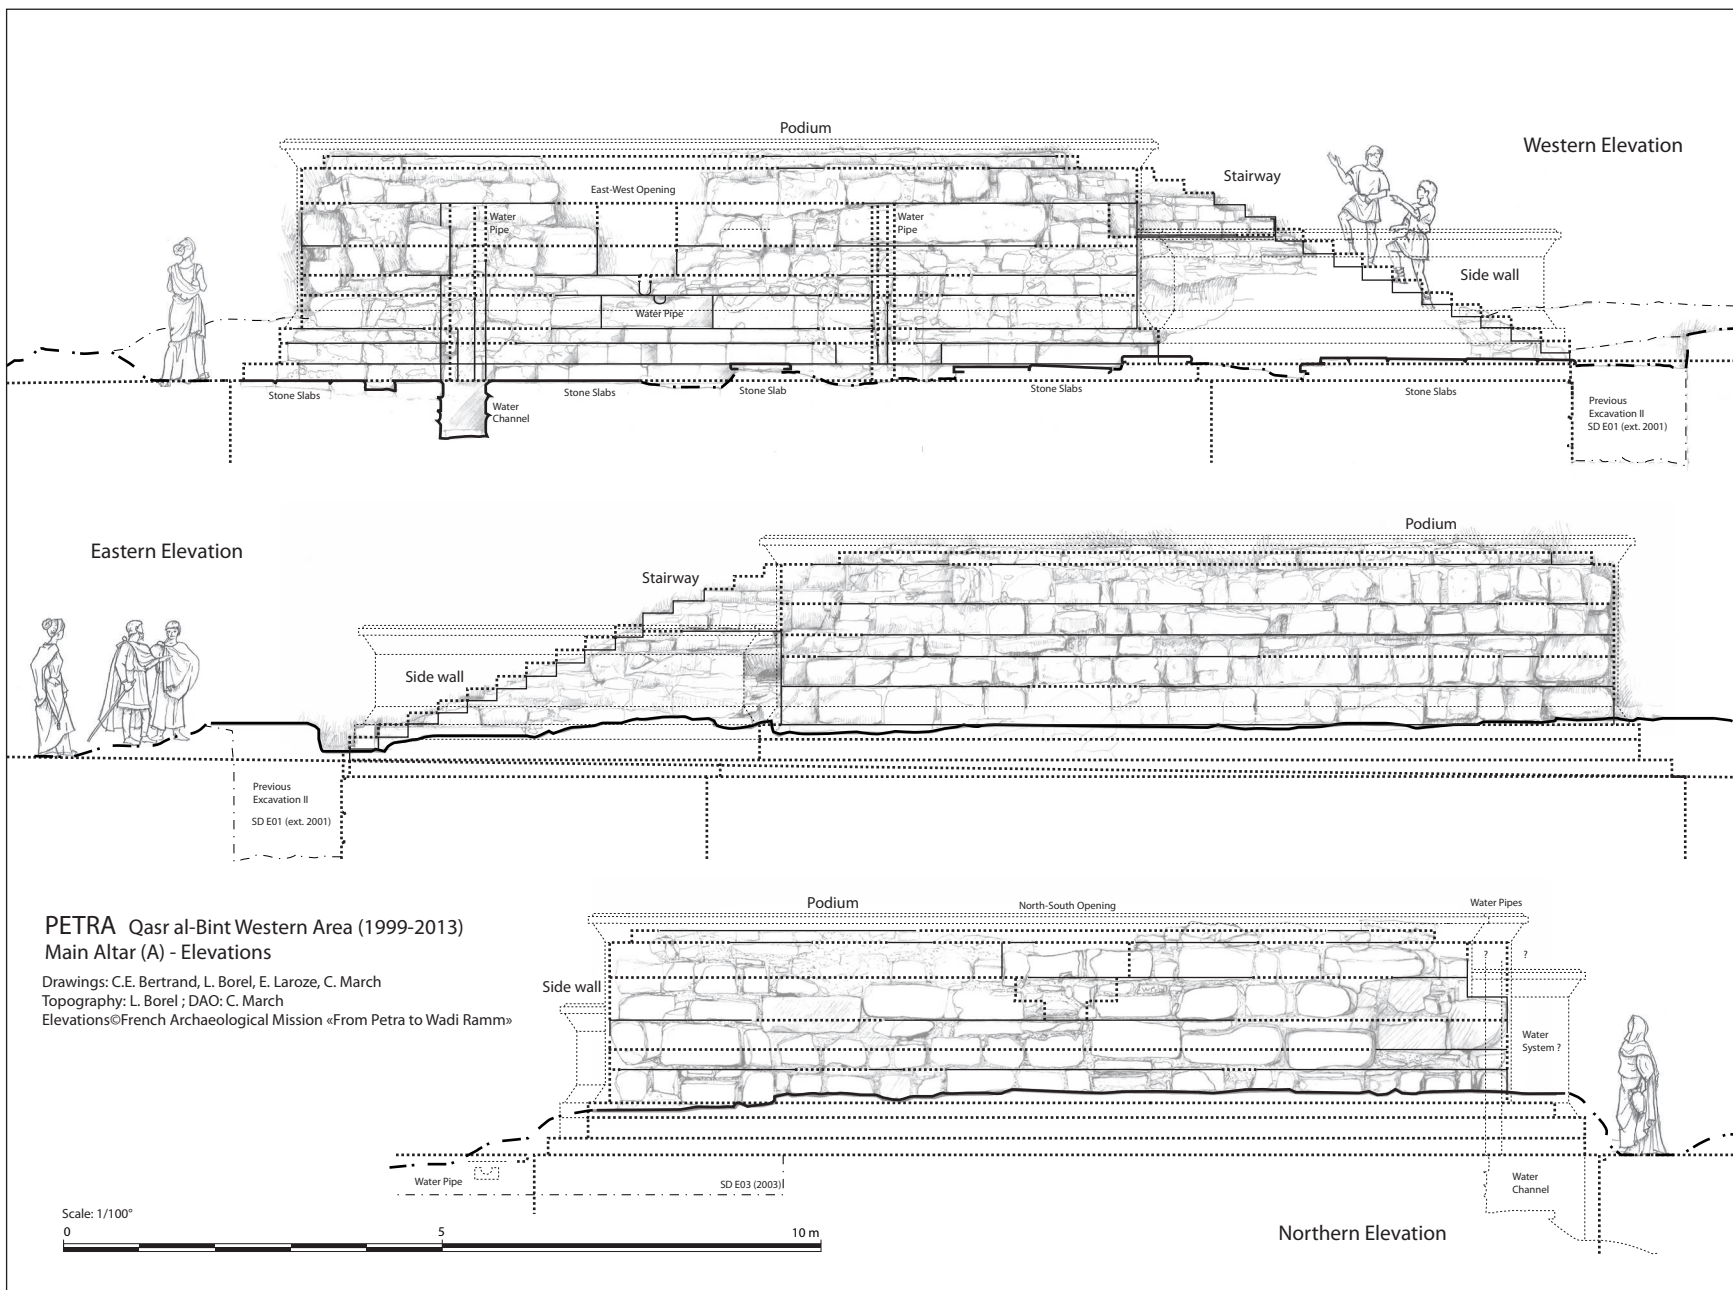 Podium
Western Elevation
Stairway
East-West Opening
Water
Pipe
Water
Pipe
Side wall
Water Pipe
Stone Slabs
Water
Channel
Stone Slabs
Stone Slab
Stone Slabs
Stone Slabs
Previous
Excavation II
SD E01 (ext. 2001)
Eastern Elevation
Podium
Stairway
Side wall
Previous
Excavation II
SD E01 (ext. 2001)
PETRA Qasr al-Bint Western Area (1999-2013)
Main Altar (A) - Elevations
Drawings: C.E. Bertrand, L. Borel, E. Laroze, C. March
Topography: L. Borel ; DAO: C. March
Elevations©French Archaeological Mission «From Petra to Wadi Ramm»
Podium
North-South Opening
Water Pipes
? ?
Side wall
Water
System ?
Water Pipe
SD E03 (2003)
Water
Channel
Northern Elevation
Scale: 1/100°
0 5 10 m